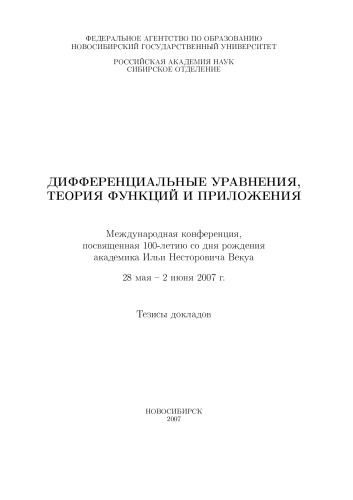 ФЕДЕРАЛЬНОЕ АГЕНТСТВО ПО ОБРАЗОВАНИЮ
НОВОСИБИРСКИЙ ГОСУДАРСТВЕННЫЙ УНИВЕРСИТЕТ
РОССИЙСКАЯ АКАДЕМИЯ НАУК
СИБИРСКОЕ ОТДЕЛЕНИЕ
ДИФФЕРЕНЦИАЛЬНЫЕ УРАВНЕНИЯ,
ТЕОРИЯ ФУНКЦИЙ И ПРИЛОЖЕНИЯ
Международная конференция,
посвященная 100-летию со дня рождения
академика Ильи Несторовича Векуа
28 мая – 2 июня 2007 г.
Тезисы докладов
НОВОСИБИРСК
2007